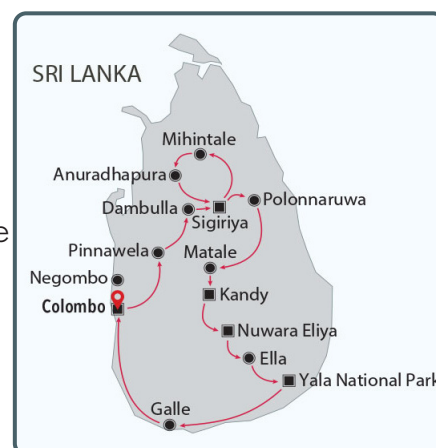 e
SRI LANKA
Mihintale
Anuradhapura
Dambulla
Sigiriya
Polonnaruwa
Pinnawela
Matale
Negombo
Kandy
Colombo
Nuwara Eliya
Ella
Yala National Park
Galle